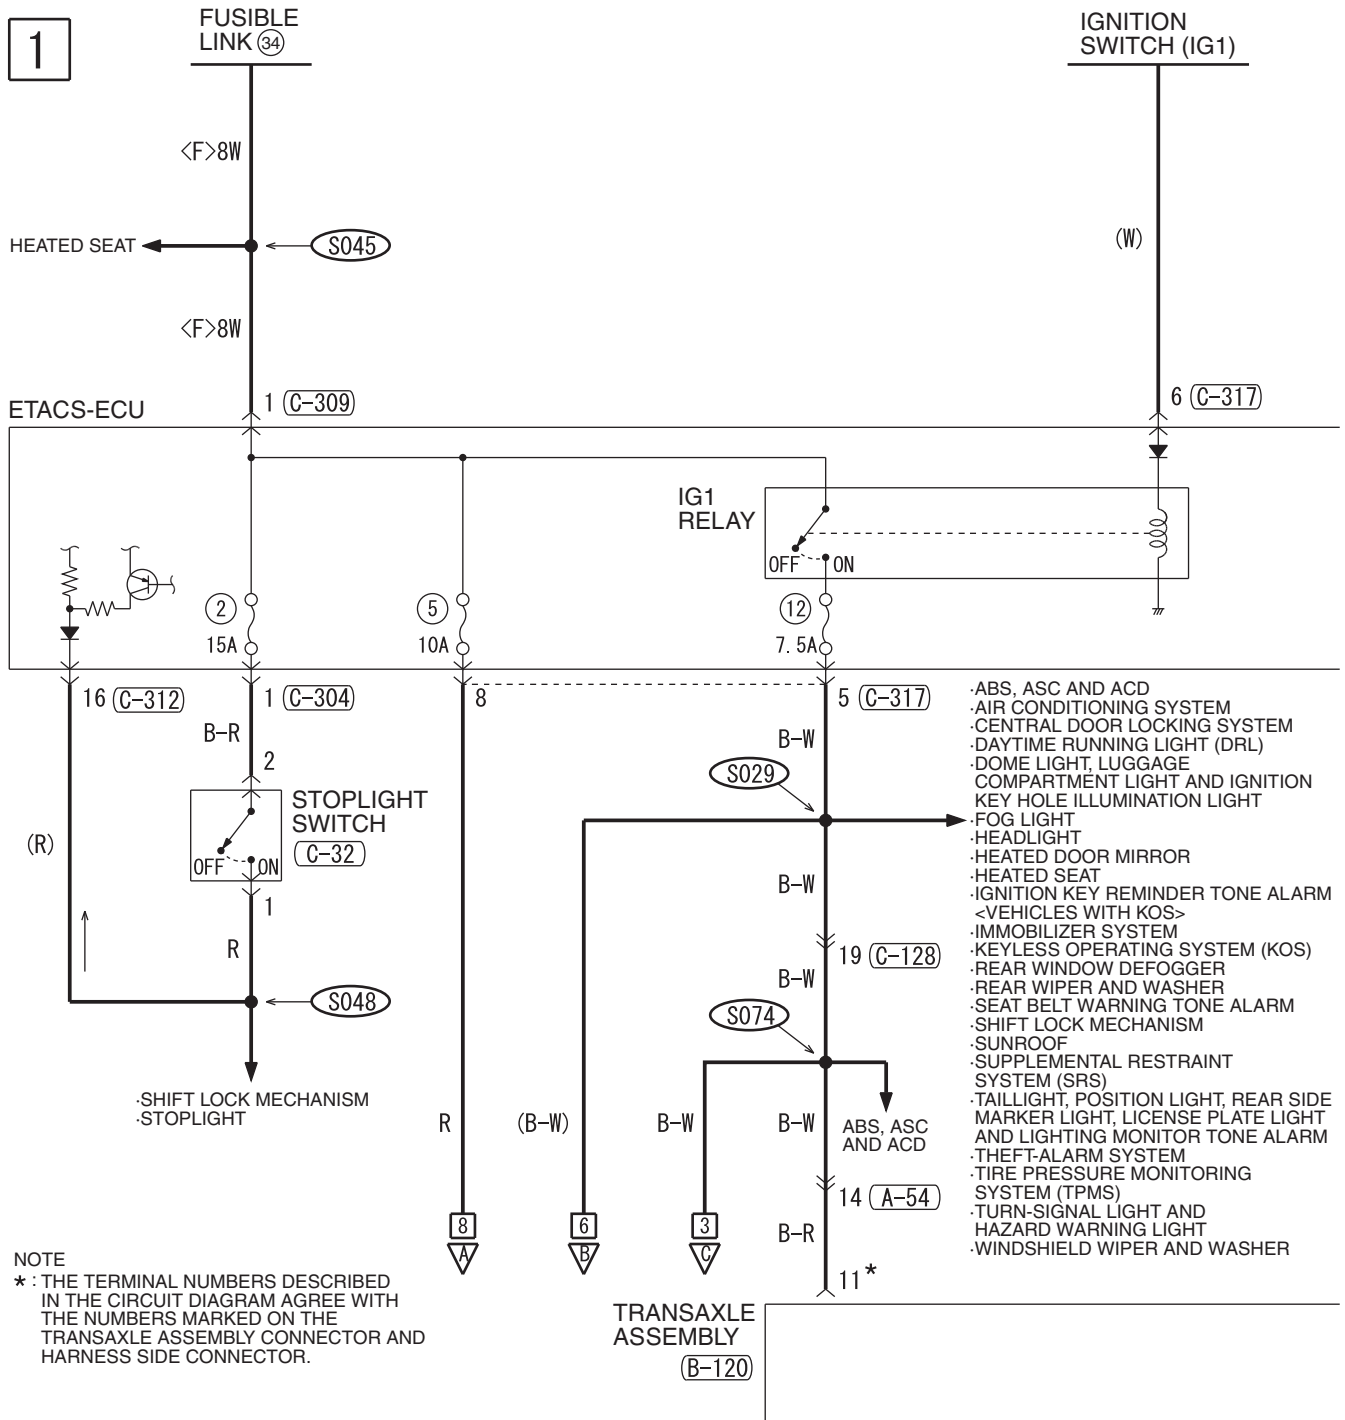 1
FUSIBLE
LINK 34
IGNITION
SWITCH (IG1)
<F>8W
HEATED SEAT
S045
(W)
<F>8W
1 C-309
6 C-317
ETACS-ECU
IG1
RELAY
OFF
ON
2
15A
5
10A
12
7.5A
16 C-312
1 C-304
8
5 C-317
B-R
2
STOPLIGHT
SWITCH
C-32
OFF
ON
(R)
1
R
S048
·SHIFT LOCK MECHANISM
·STOPLIGHT
B-W
S029
B-W
19 C-128
B-W
S074
R
(B-W)
B-W
B-W
ABS, ASC
AND ACD
14 A-54
B-R
8
A
6
B
3
C
11*
·ABS, ASC AND ACD
·AIR CONDITIONING SYSTEM
·CENTRAL DOOR LOCKING SYSTEM
·DAYTIME RUNNING LIGHT (DRL)
·DOME LIGHT, LUGGAGE
COMPARTMENT LIGHT AND IGNITION
KEY HOLE ILLUMINATION LIGHT
·FOG LIGHT
·HEADLIGHT
·HEATED DOOR MIRROR
·HEATED SEAT
·IGNITION KEY REMINDER TONE ALARM
<VEHICLES WITH KOS>
·IMMOBILIZER SYSTEM
·KEYLESS OPERATING SYSTEM (KOS)
·REAR WINDOW DEFOGGER
·REAR WIPER AND WASHER
·SEAT BELT WARNING TONE ALARM
·SHIFT LOCK MECHANISM
·SUNROOF
·SUPPLEMENTAL RESTRAINT
SYSTEM (SRS)
·TAILLIGHT, POSITION LIGHT, REAR SIDE
MARKER LIGHT, LICENSE PLATE LIGHT
AND LIGHTING MONITOR TONE ALARM
·THEFT-ALARM SYSTEM
·TIRE PRESSURE MONITORING
SYSTEM (TPMS)
·TURN-SIGNAL LIGHT AND
HAZARD WARNING LIGHT
·WINDSHIELD WIPER AND WASHER
NOTE
* : THE TERMINAL NUMBERS DESCRIBED
IN THE CIRCUIT DIAGRAM AGREE WITH
THE NUMBERS MARKED ON THE
TRANSAXLE ASSEMBLY CONNECTOR AND
HARNESS SIDE CONNECTOR.
TRANSAXLE
ASSEMBLY
B-120